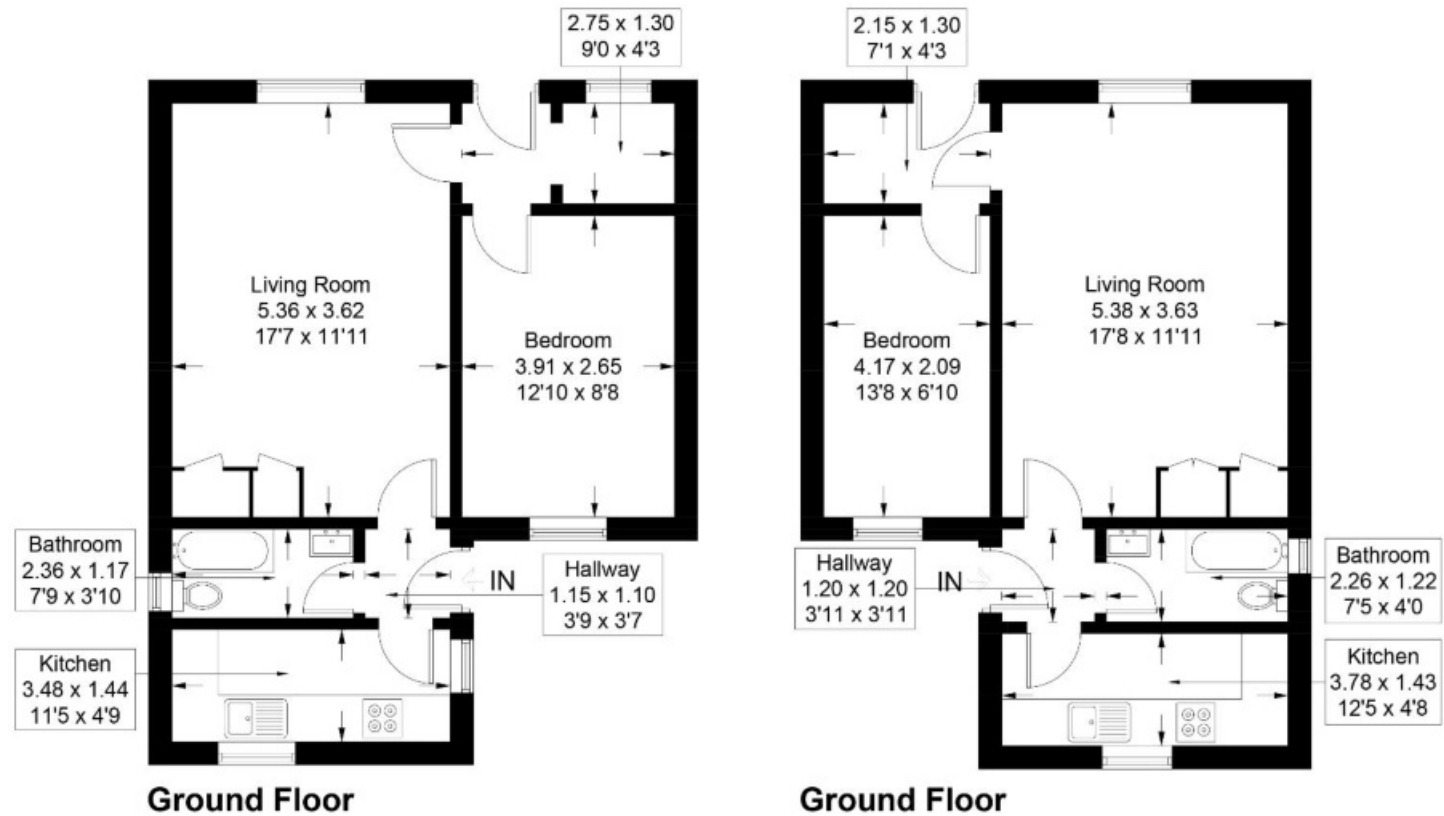 2.75 x 1.30
9'0 x 4'3
Living Room
5.36 x 3.62
17'7 x 11'11
Bedroom
3.91 x 2.65
12'10 x 8'8
Bathroom
2.36 x 1.17
7'9 x 3'10
IN
Hallway
1.15 x 1.10
3'9 x 3'7
Kitchen
3.48 x 1.44
11'5 x 4'9
Ground Floor
2.15 x 1.30
7'1 x 4'3
Living Room
5.38 x 3.63
17'8 x 11'11
Bedroom
4.17 x 2.09
13'8 x 6'10
Hallway
1.20 x 1.20
3'11 x 3'11
IN
Bathroom
2.26 x 1.22
7'5 x 4'0
Kitchen
3.78 x 1.43
12'5 x 4'8
Ground Floor